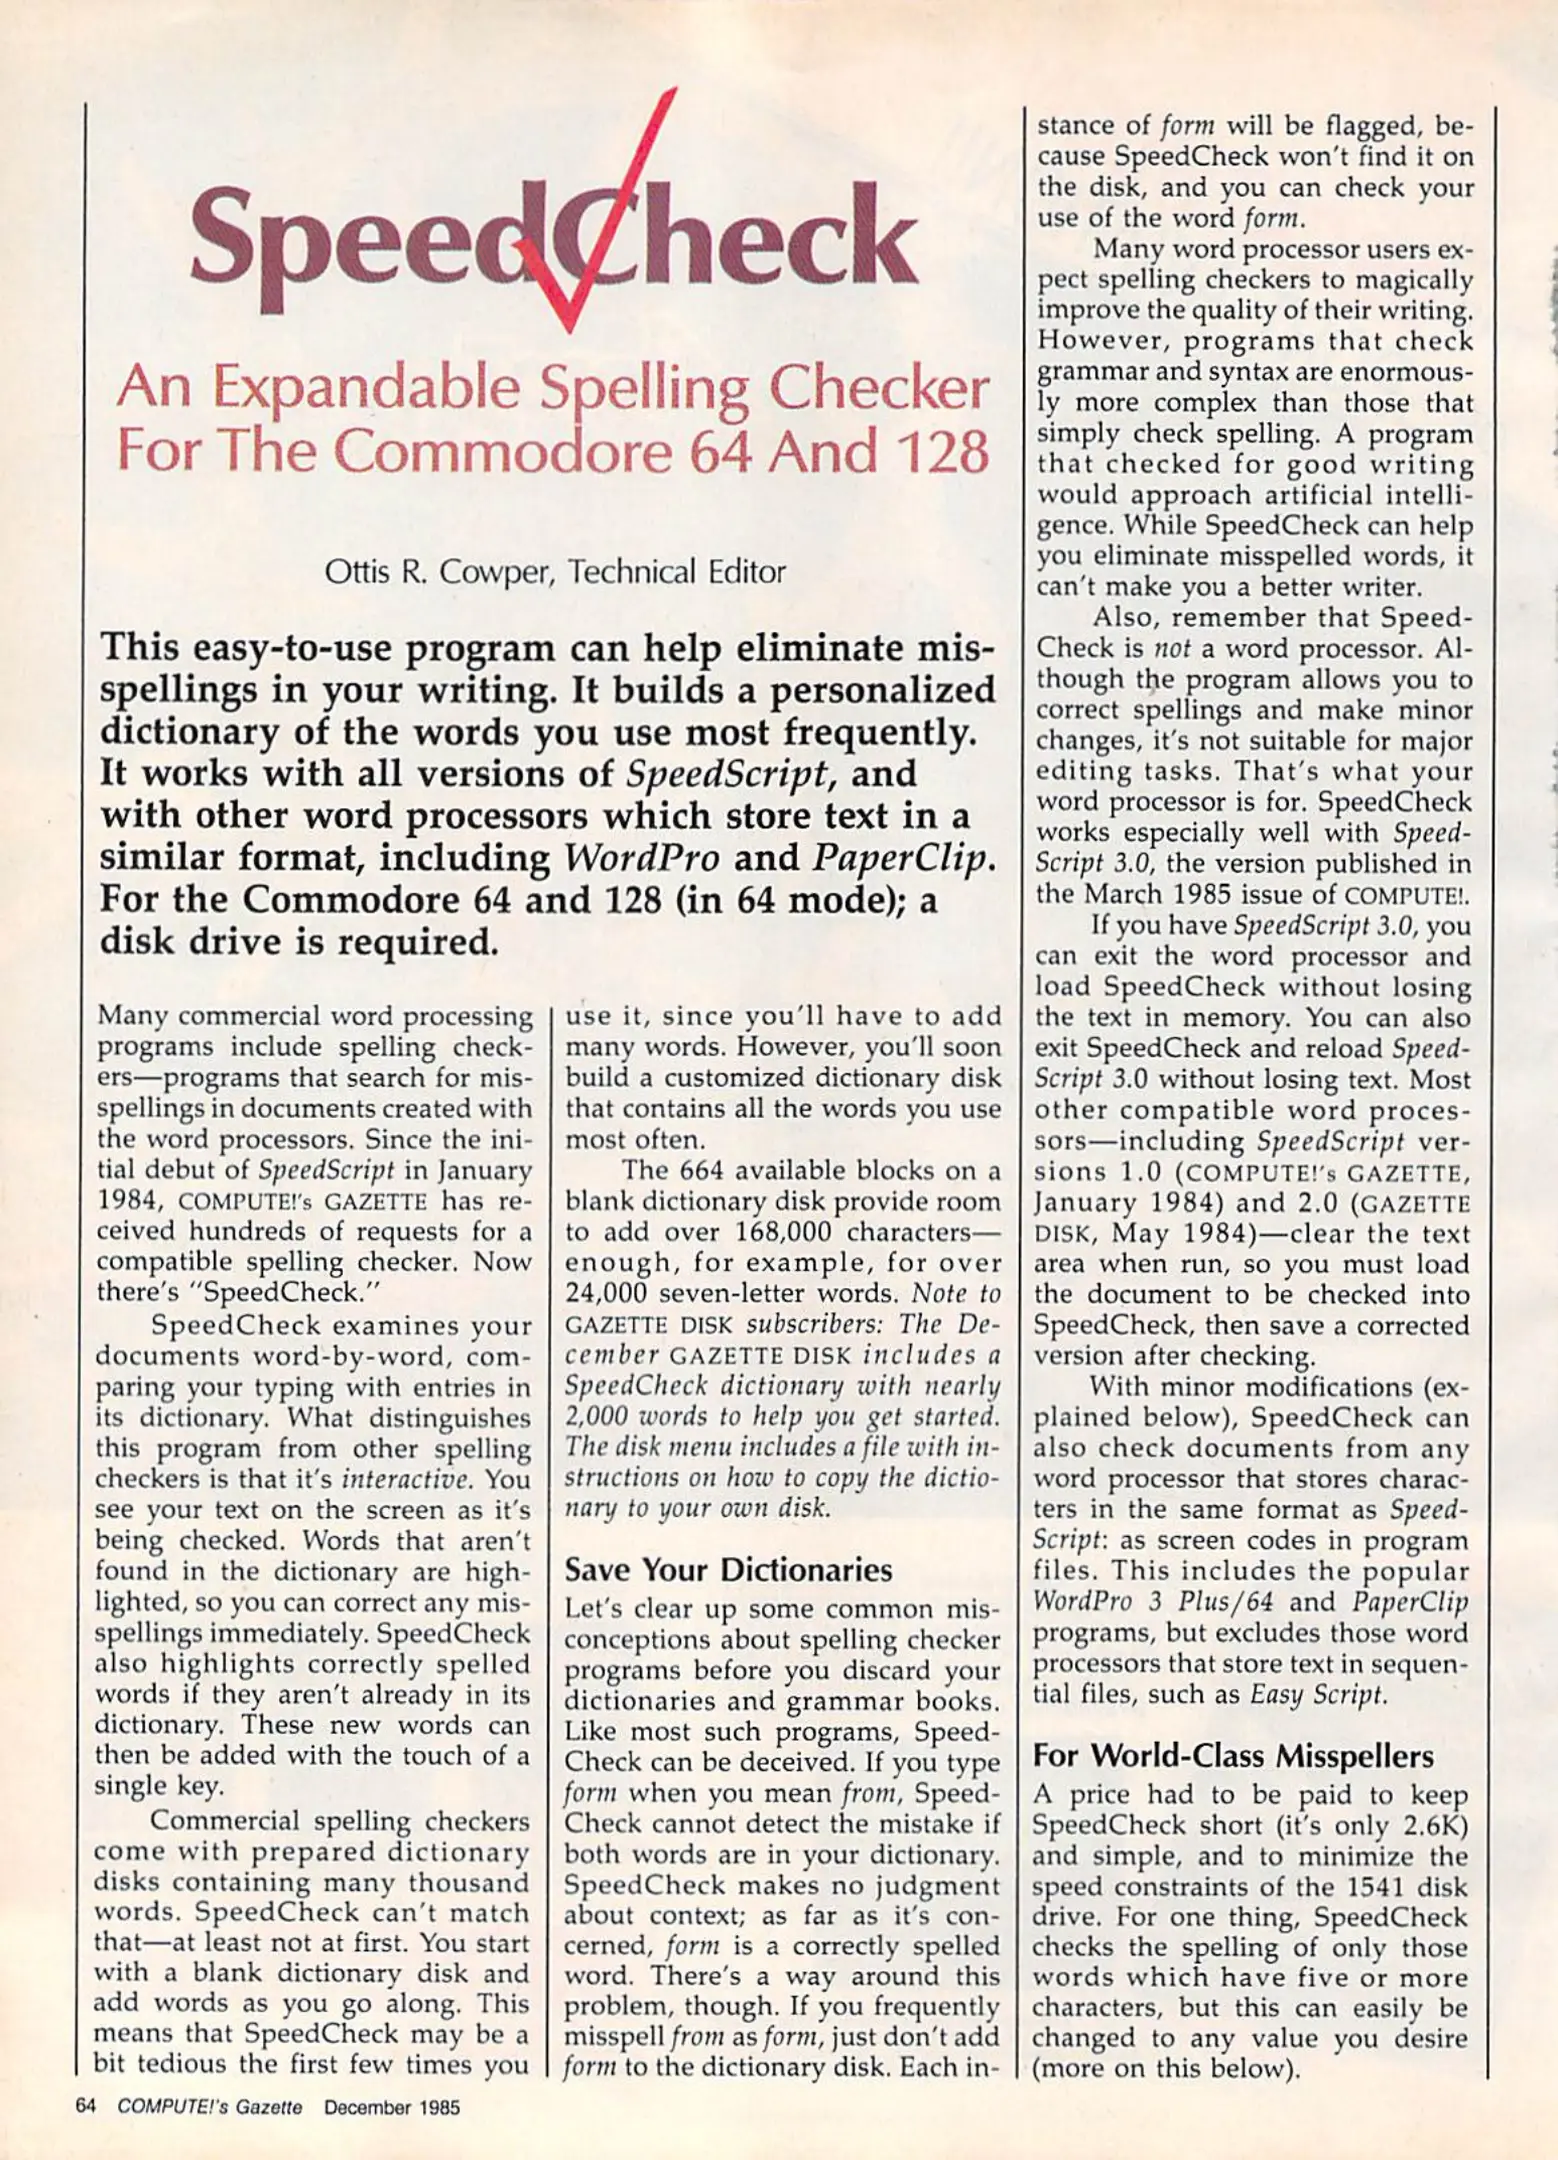 SpeedCheck
An Expandable Spelling Checker
For The Commodore 64 And 128
Ottis R. Cowper, Technical Editor
This easy-to-use program can help eliminate mis-
spellings in your writing. It builds a personalized
dictionary of the words you use most frequently.
It works with all versions of SpeedScript, and
with other word processors which store text in a
similar format, including WordPro and PaperClip.
For the Commodore 64 and 128 (in 64 mode); a
disk drive is required.
Many commercial word processing
programs include spelling check-
ers—programs that search for mis-
spellings in documents created with
the word processors. Since the ini-
tial debut of SpeedScript in January
1984, COMPUTE!'s GAZETTE has re-
ceived hundreds of requests for a
compatible spelling checker. Now
there's "SpeedCheck."
SpeedCheck examines your
documents word-by-word, com-
paring your typing with entries in
its dictionary. What distinguishes
this program from other spelling
checkers is that it's interactive. You
see your text on the screen as it's
being checked. Words that aren't
found in the dictionary are high-
lighted, so you can correct any mis-
spellings immediately. SpeedCheck
also highlights correctly spelled
words if they aren't already in its
dictionary. These new words can
then be added with the touch of a
single key.
Commercial spelling checkers
come with prepared dictionary
disks containing many thousand
words. SpeedCheck can't match
that—at least not at first. You start
with a blank dictionary disk and
add words as you go along. This
means that SpeedCheck may be a
bit tedious the first few times you
use it, since you'll have to add
many words. However, you'll soon
build a customized dictionary disk
that contains all the words you use
most often.
The 664 available blocks on a
blank dictionary disk provide room
to add over 168,000 characters—
enough, for example, for over
24,000 seven-letter words. Note to
GAZETTE DISK subscribers: The De-
cember GAZETTE DISK includes a
SpeedCheck dictionary with nearly
2,000 words to help you get started.
The disk menu includes a file with in-
structions on how to copy the dictio-
nary to your own disk.
Save Your Dictionaries
Let's clear up some common mis-
conceptions about spelling checker
programs before you discard your
dictionaries and grammar books.
Like most such programs, Speed-
Check can be deceived. If you type
form when you mean from, Speed-
Check cannot detect the mistake if
both words are in your dictionary.
SpeedCheck makes no judgment
about context; as far as it's con-
cerned, form is a correctly spelled
word. There's a way around this
problem, though. If you frequently
misspell from as form, just don't add
form to the dictionary disk. Each in-
stance of form will be flagged, be-
cause SpeedCheck won't find it on
the disk, and you can check your
use of the word form.
Many word processor users ex-
pect spelling checkers to magically
improve the quality of their writing.
However, programs that check
grammar and syntax are enormous-
ly more complex than those that
simply check spelling. A program
that checked for good writing
would approach artificial intelli-
gence. While SpeedCheck can help
you eliminate misspelled words, it
can't make you a better writer.
Also, remember that Speed-
Check is not a word processor. Al-
though the program allows you to
correct spellings and make minor
changes, it's not suitable for major
editing tasks. That's what your
word processor is for. SpeedCheck
works especially well with Speed-
Script 3.0, the version published in
the March 1985 issue of COMPUTE!.
If you have SpeedScript 3.0, you
can exit the word processor and
load SpeedCheck without losing
the text in memory. You can also
exit SpeedCheck and reload Speed-
Script 3.0 without losing text. Most
other compatible word proces-
sors—including SpeedScript ver-
sions 1.0 (COMPUTE!'s GAZETTE,
January 1984) and 2.0 (GAZETTE
DISK, May 1984)—clear the text
area when run, so you must load
the document to be checked into
SpeedCheck, then save a corrected
version after checking.
With minor modifications (ex-
plained below), SpeedCheck can
also check documents from any
word processor that stores charac-
ters in the same format as Speed-
Script: as screen codes in program
files. This includes the popular
WordPro 3 Plus/64 and PaperClip
programs, but excludes those word
processors that store text in sequen-
tial files, such as Easy Script.
For World-Class Misspellers
A price had to be paid to keep
SpeedCheck short (it's only 2.6K)
and simple, and to minimize the
speed constraints of the 1541 disk
drive. For one thing, SpeedCheck
checks the spelling of only those
words which have five or more
characters, but this can easily be
changed to any value you desire
(more on this below).
64 COMPUTE!'s Gazette December 1985